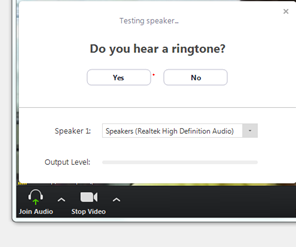 Testing speaker...
Do you hear a ringtone?
Yes
No
Speaker 1:
Speakers (Realtek High Definition Audio)
Output Level:
Join Audio
Stop Video